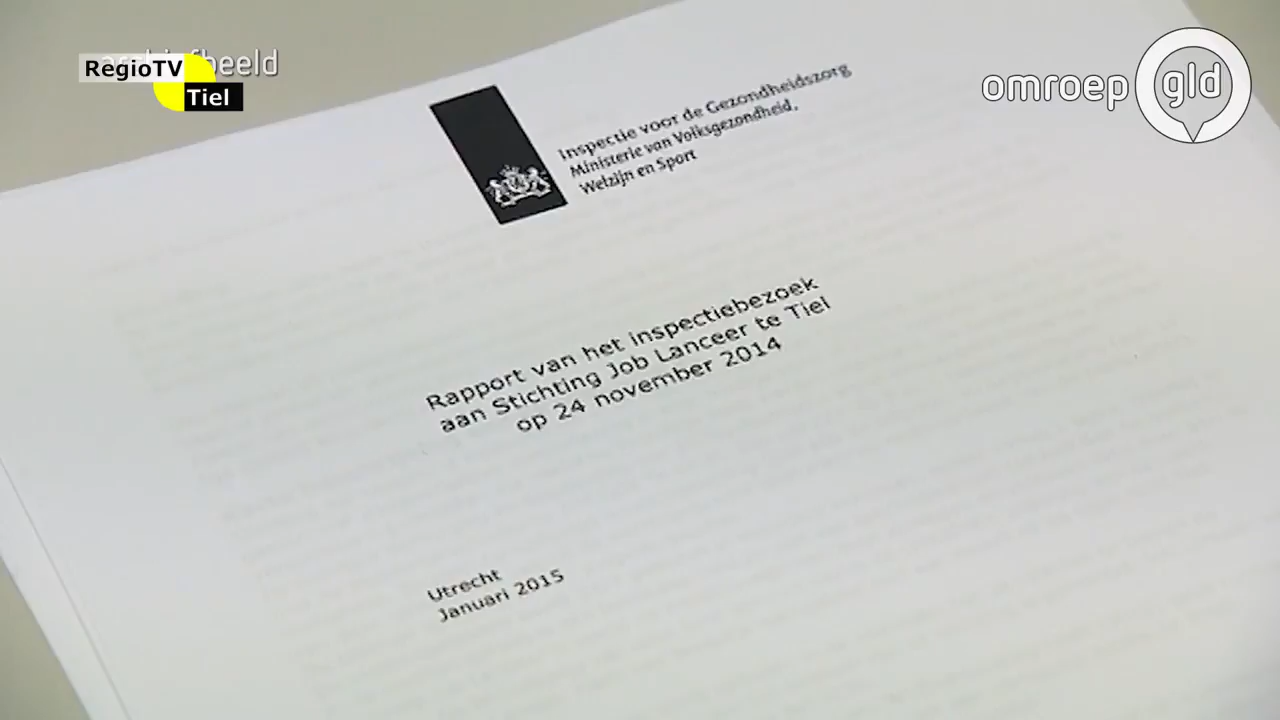 RegioTV
Tiel
omroep
gld
Inspectie voor de Gezondheidszorg
Ministerie van Volksgezondheid,
Welzijn en Sport
Rapport van het inspectiebezoek
aan Stichting Job Lanceer te Tiel
op 24 november 2014
Utrecht
Januari 2015